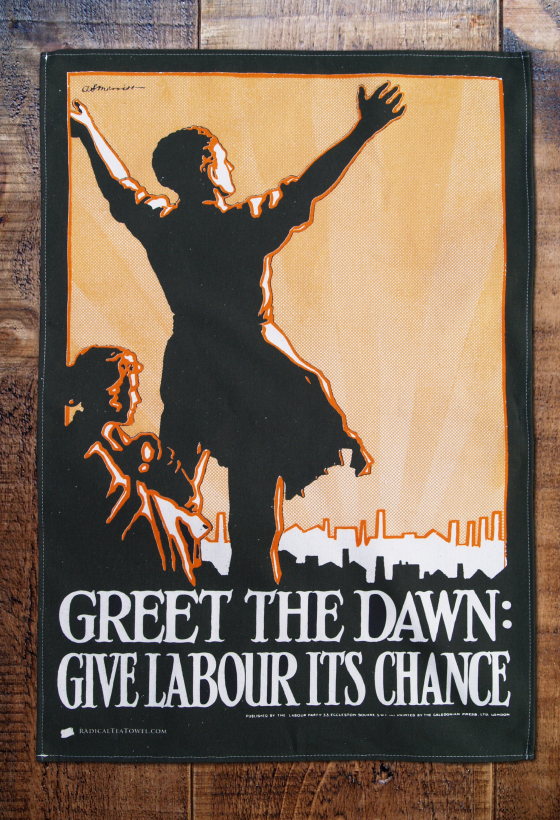 GREET THE DAWN:
GIVE LABOUR ITS CHANCE
PUBLISHED BY THE LABOUR PARTY 33 ECCLESTON SQUARE S.W.1 — PRINTED BY THE CALEDONIAN PRESS LTD. LONDON
RADICALTEATOWEL.COM